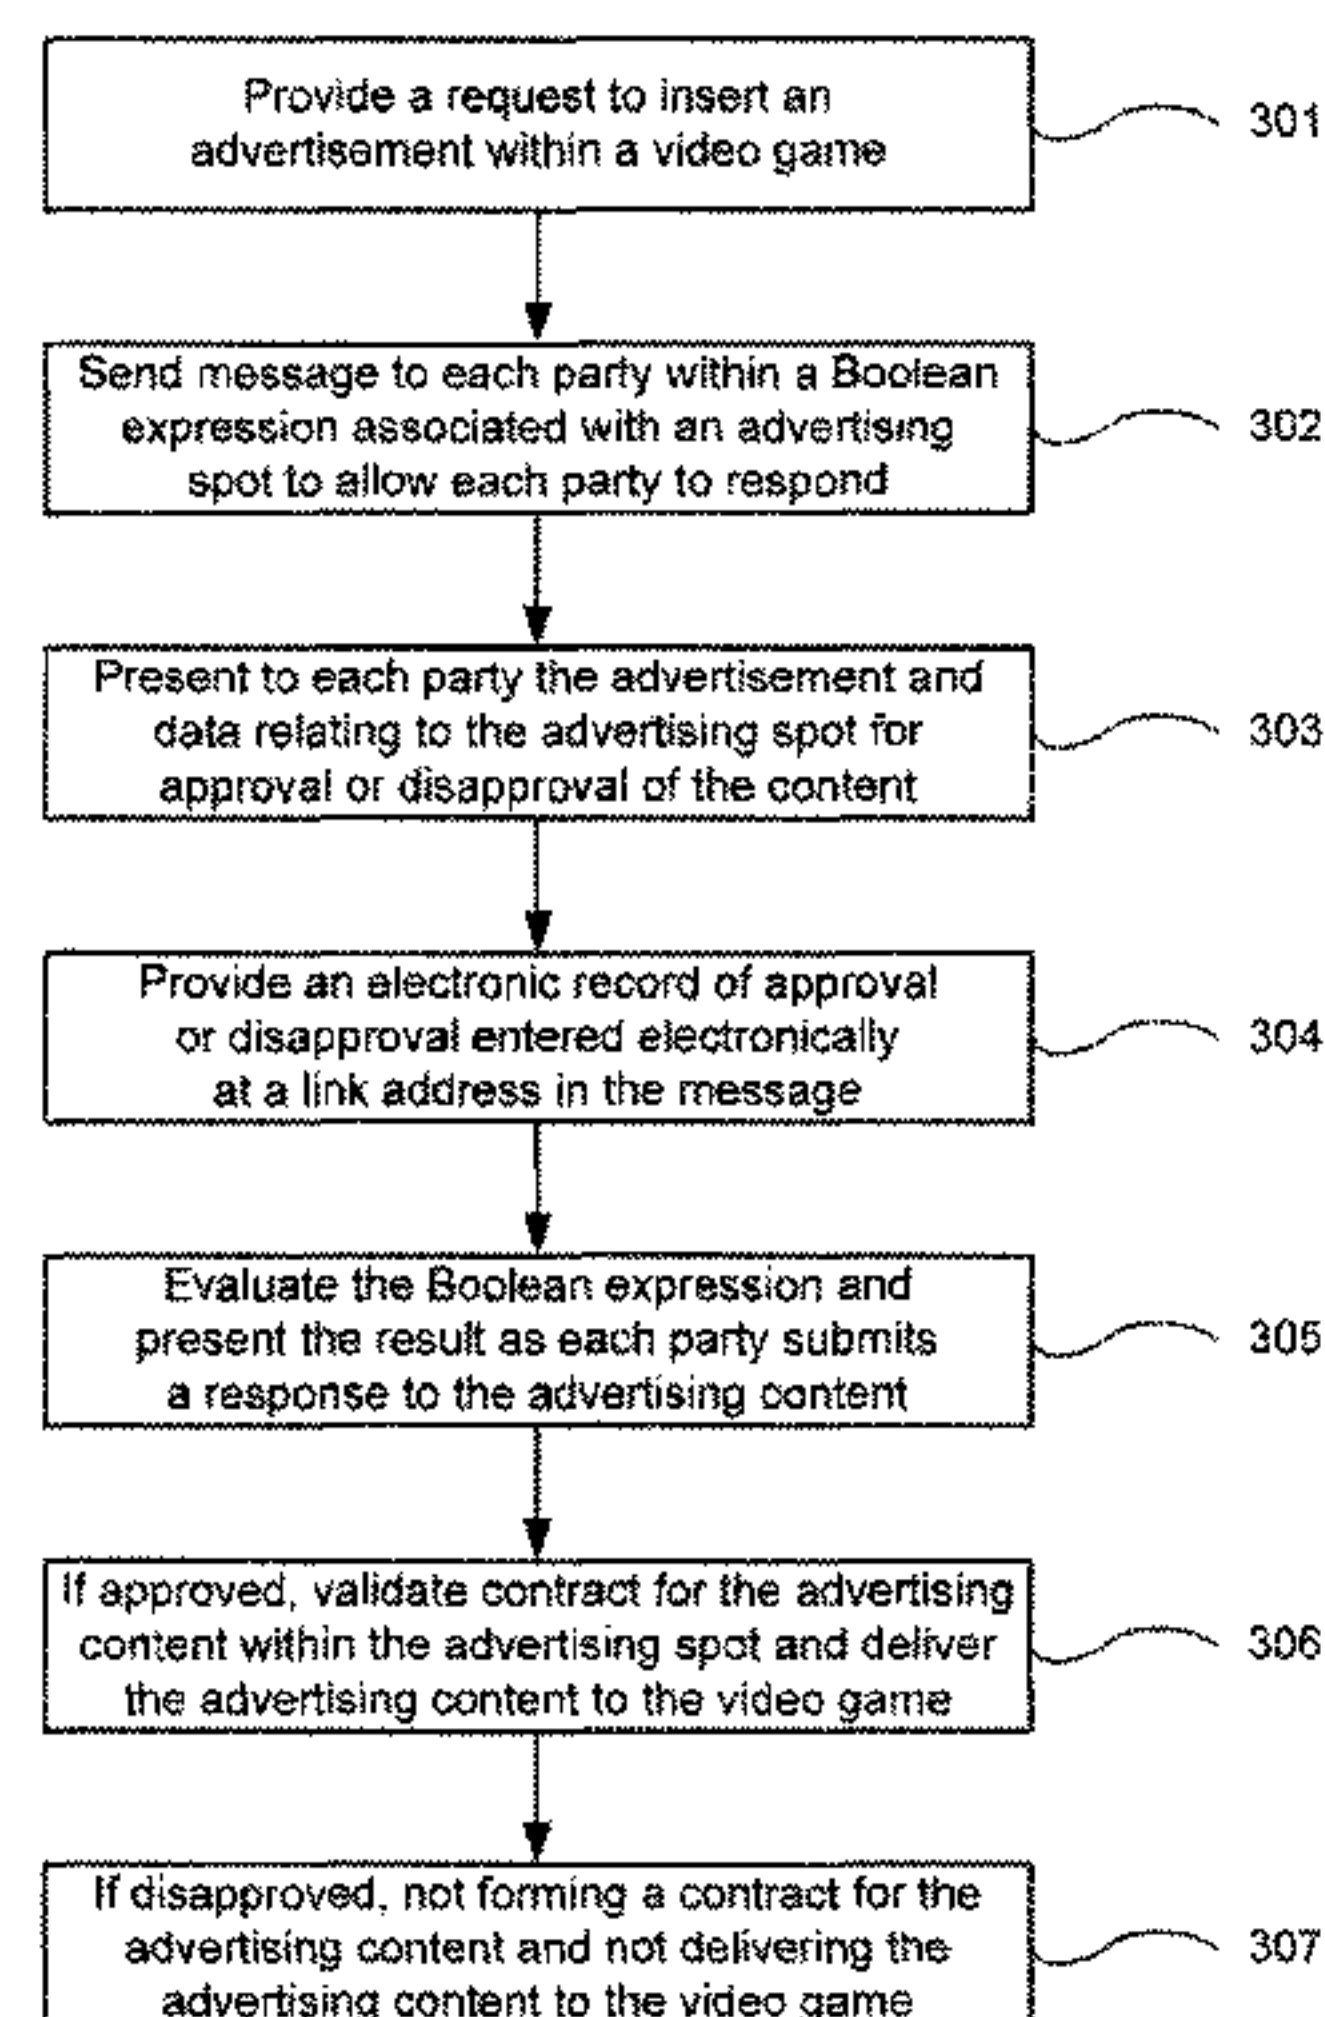 Provide a request to insert an
advertisement within a video game
301
Send message to each party within a Boolean
expression associated with an advertising
spot to allow each party to respond
302
Present to each party the advertisement and
data relating to the advertising spot for
approval or disapproval of the content
303
Provide an electronic record of approval
or disapproval entered electronically
at a link address in the message
304
Evaluate the Boolean expression and
present the result as each party submits
a response to the advertising content
305
If approved, validate contract for the advertising
content within the advertising spot and deliver
the advertising content to the video game
306
If disapproved, not forming a contract for the
advertising content and not delivering the
advertising content to the video game
307